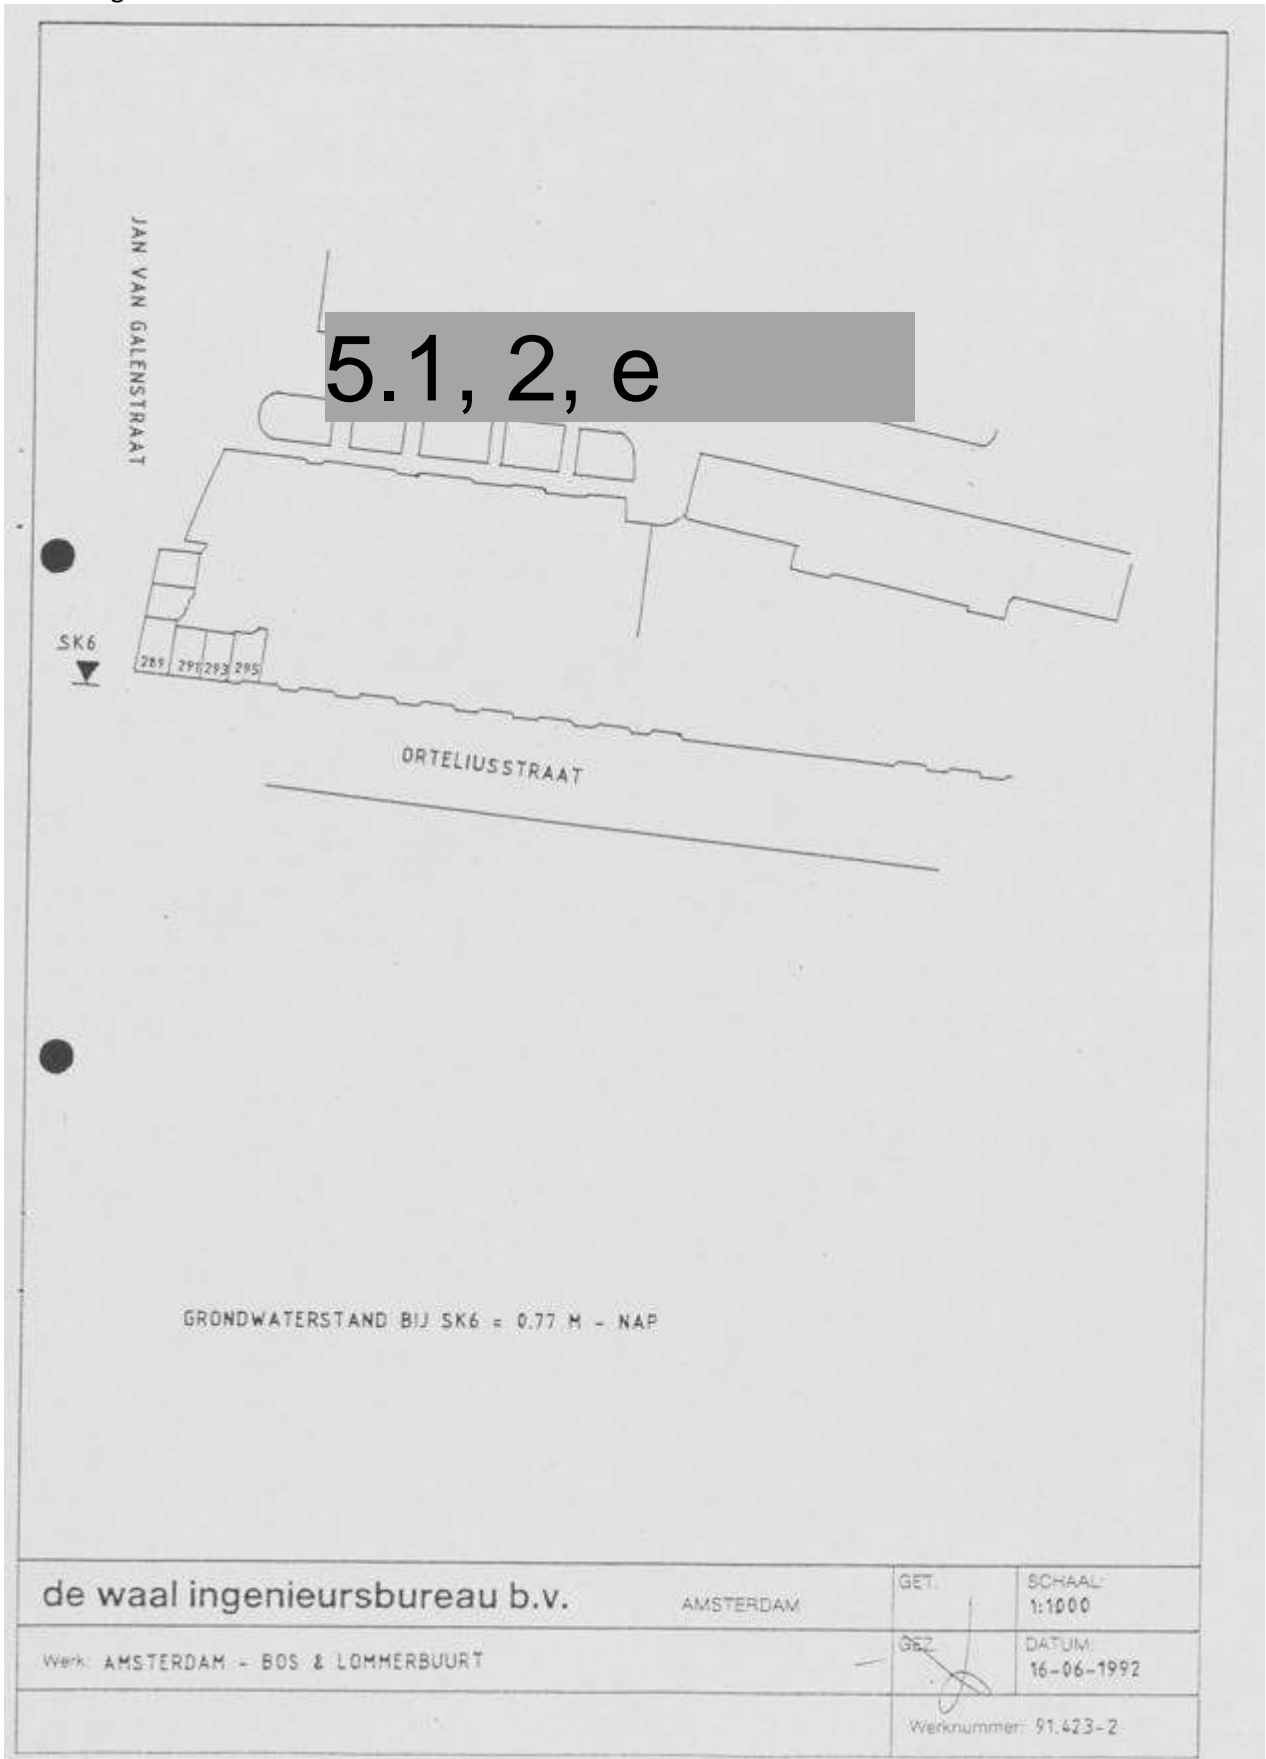 JAN VAN GALENSTRAAT
5.1, 2, e
SK6
289 291 293 295
ORTELIUSSTRAAT
GRONDWATERSTAND BIJ SK6 = 0.77 M - NAP
de waal ingenieursbureau b.v. AMSTERDAM
GET.
SCHAAL:
1:1000
Werk: AMSTERDAM - BOS & LOMMERBUURT
GEZ.
DATUM:
16-06-1992
Werknummer: 91.423-2